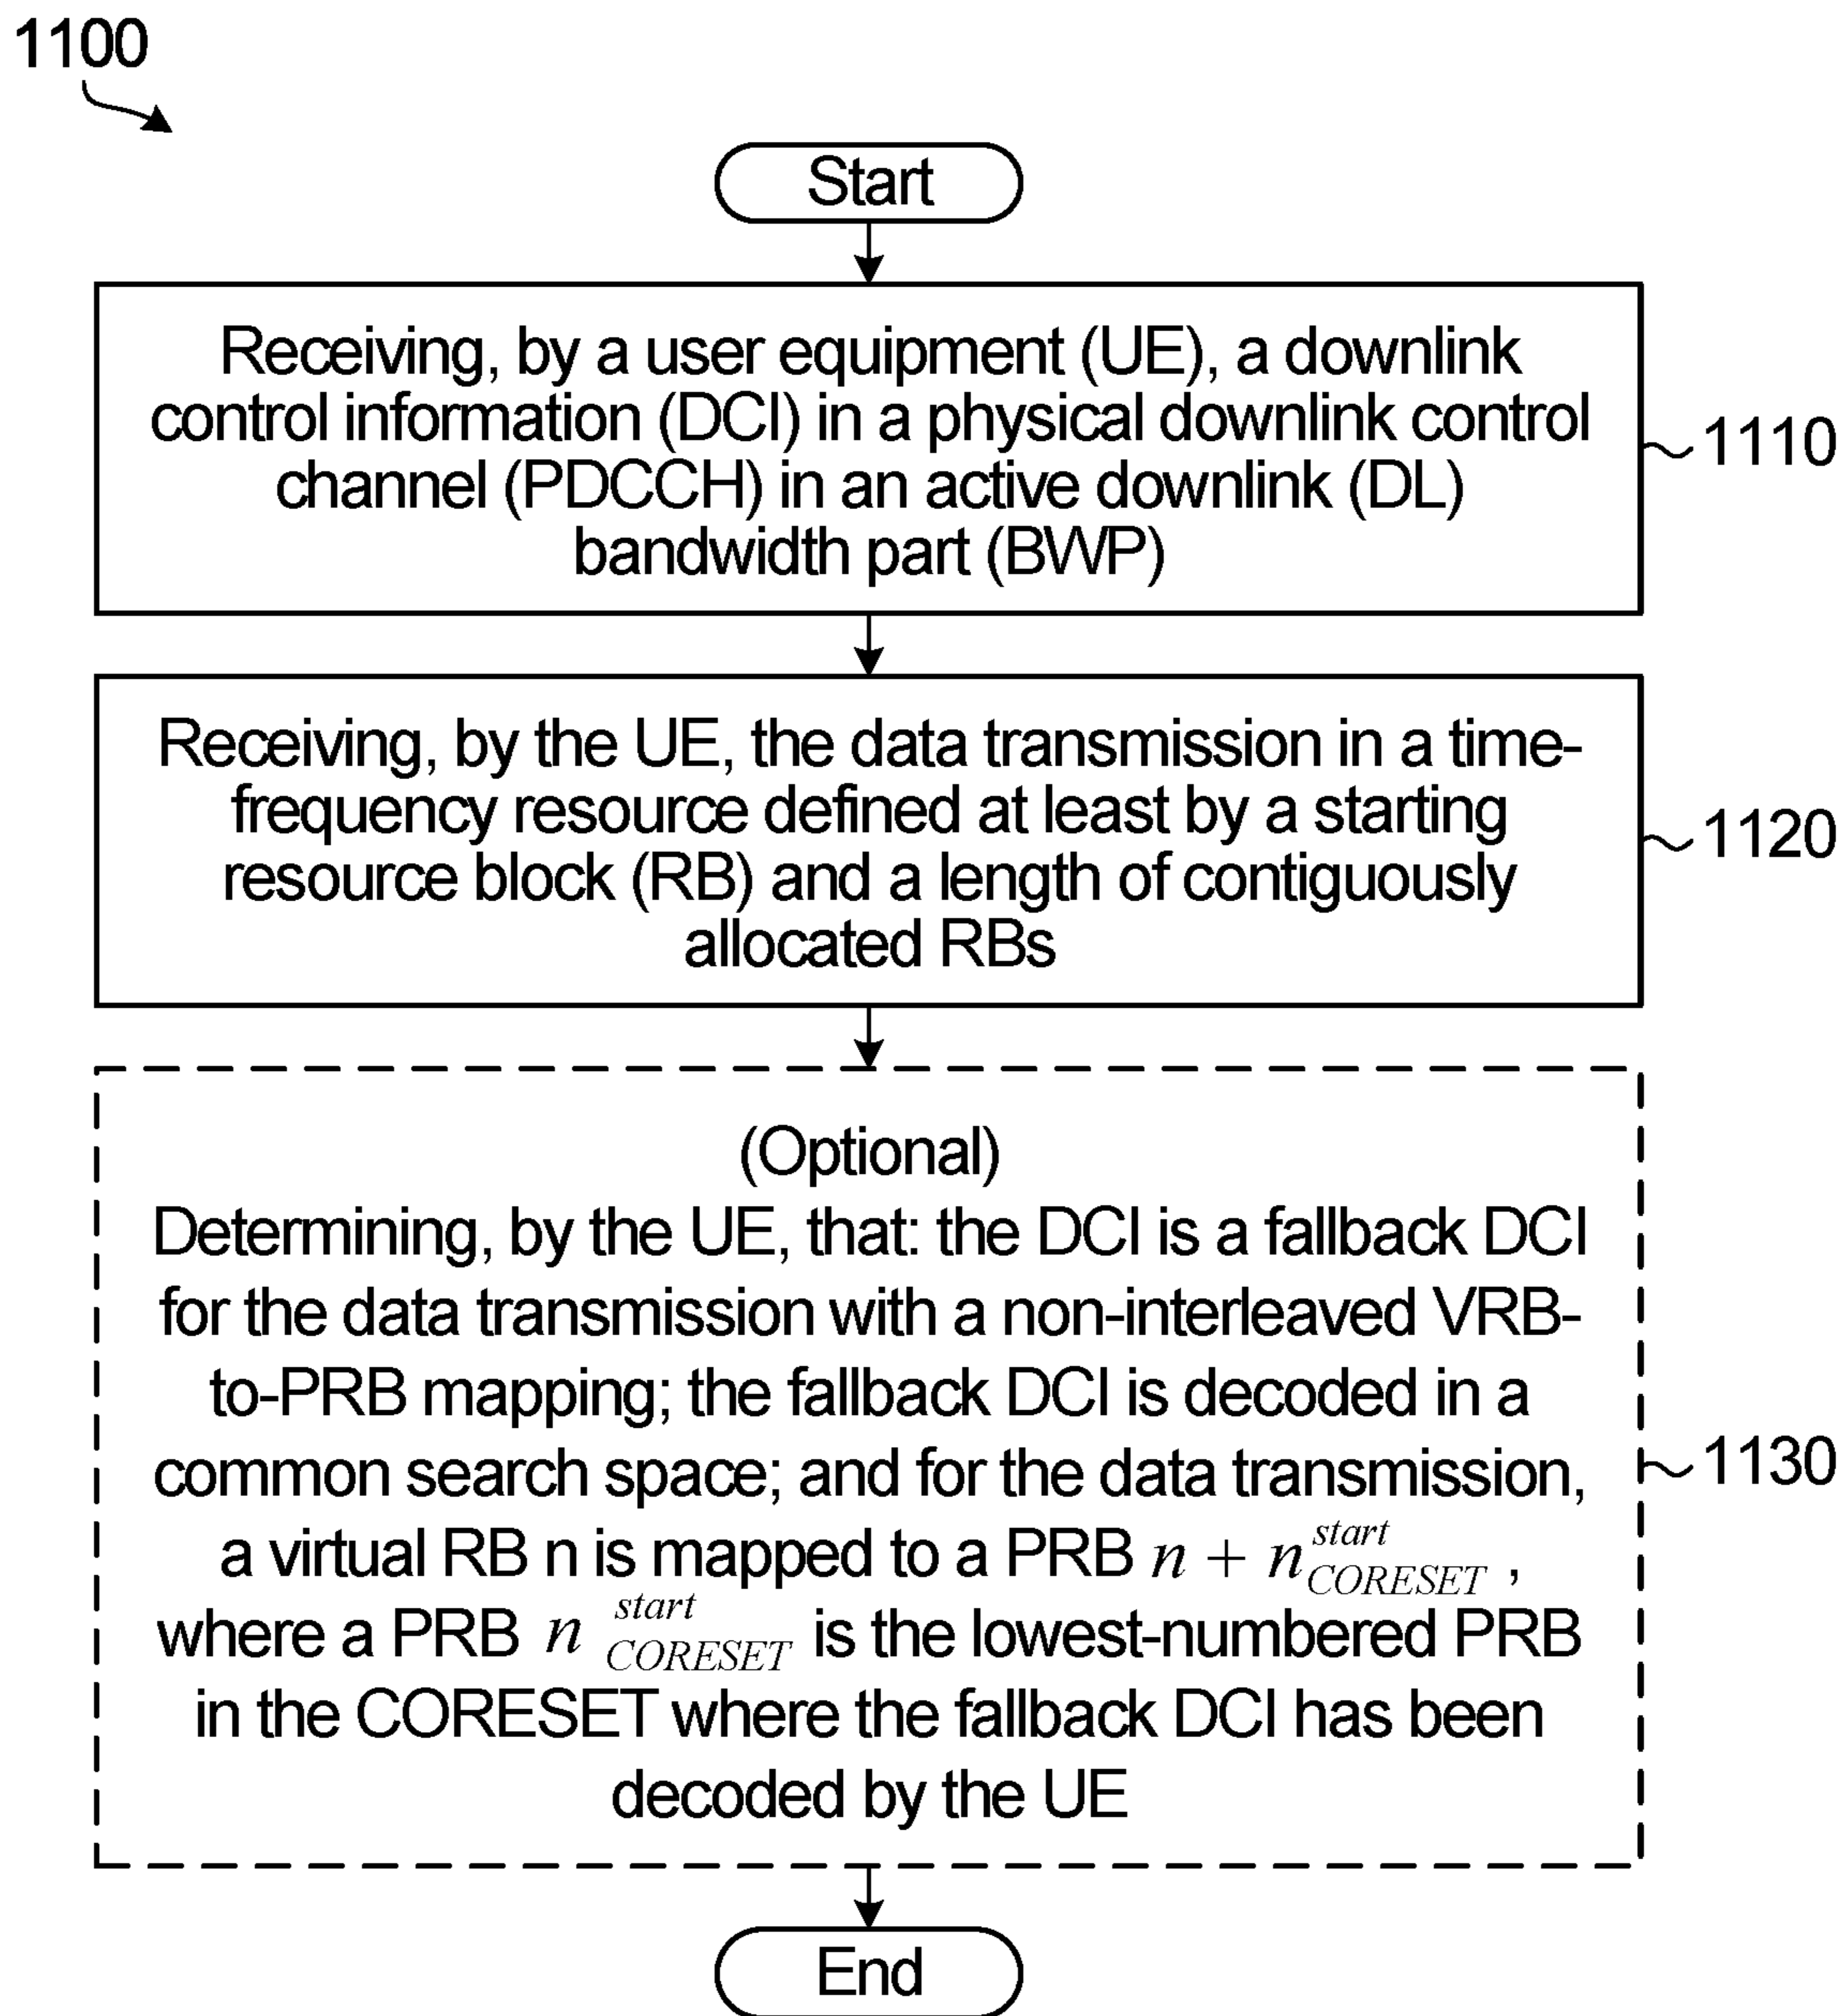 1100
Start
Receiving, by a user equipment (UE), a downlink
control information (DCI) in a physical downlink control
channel (PDCCH) in an active downlink (DL)
bandwidth part (BWP)
1110
Receiving, by the UE, the data transmission in a time-
frequency resource defined at least by a starting
resource block (RB) and a length of contiguously
allocated RBs
1120
(Optional)
Determining, by the UE, that: the DCI is a fallback DCI
for the data transmission with a non-interleaved VRB-
to-PRB mapping; the fallback DCI is decoded in a
common search space; and for the data transmission,
a virtual RB n is mapped to a PRB n + n_{CORESET}^{start} ,
where a PRB n_{CORESET}^{start} is the lowest-numbered PRB
in the CORESET where the fallback DCI has been
decoded by the UE
1130
End